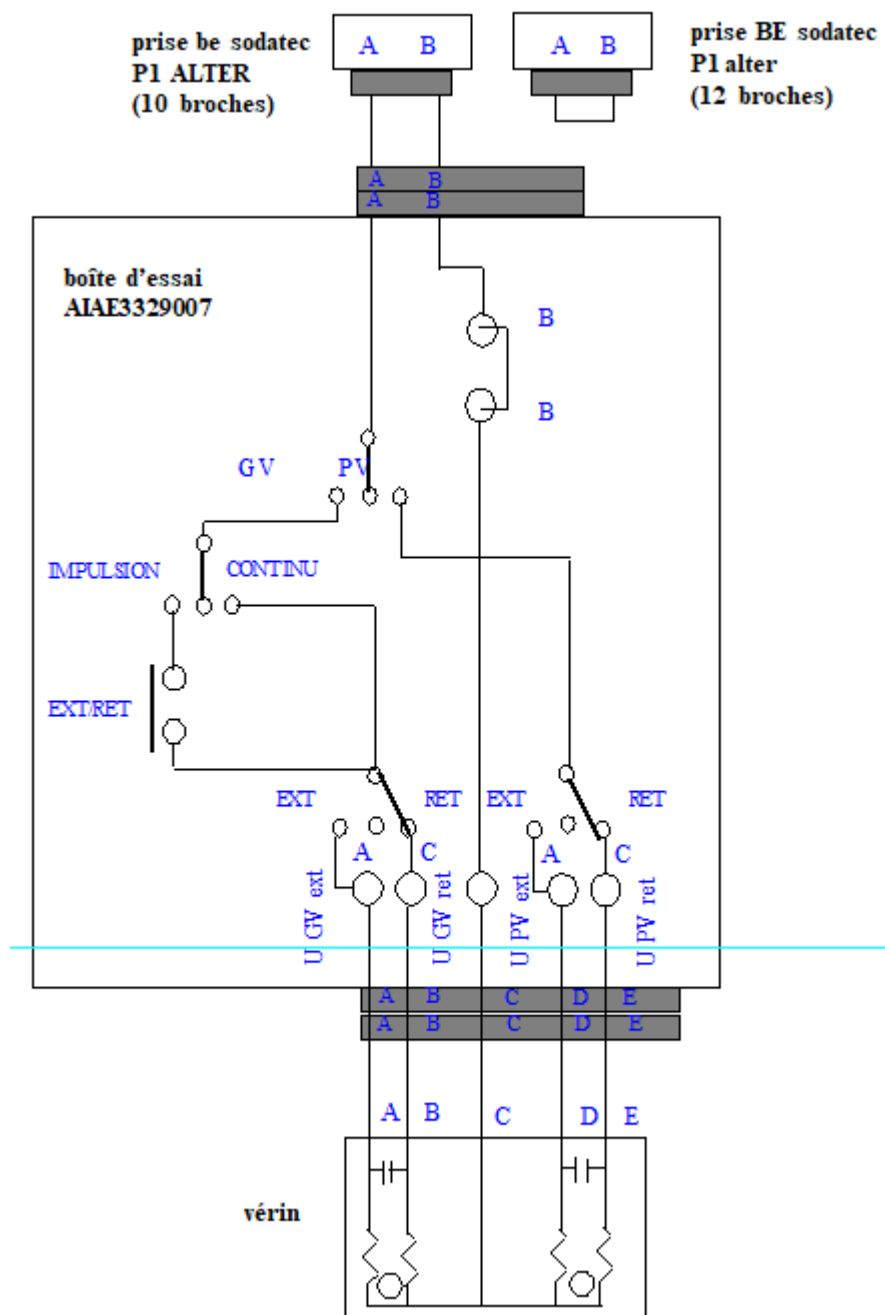 prise be sodatec
P1 ALTER
(10 broches)
A B
A B
prise BE sodatec
P1 alter
(12 broches)
A B
A B
boîte d'essai
AIAE3329007
B
B
GV PV
IMPULSION CONTINU
EXT/RET
EXT RET EXT RET
A C A C
U GV ext
U GV ret
U PV ext
U PV ret
A B C D E
A B C D E
A B C D E
vérin